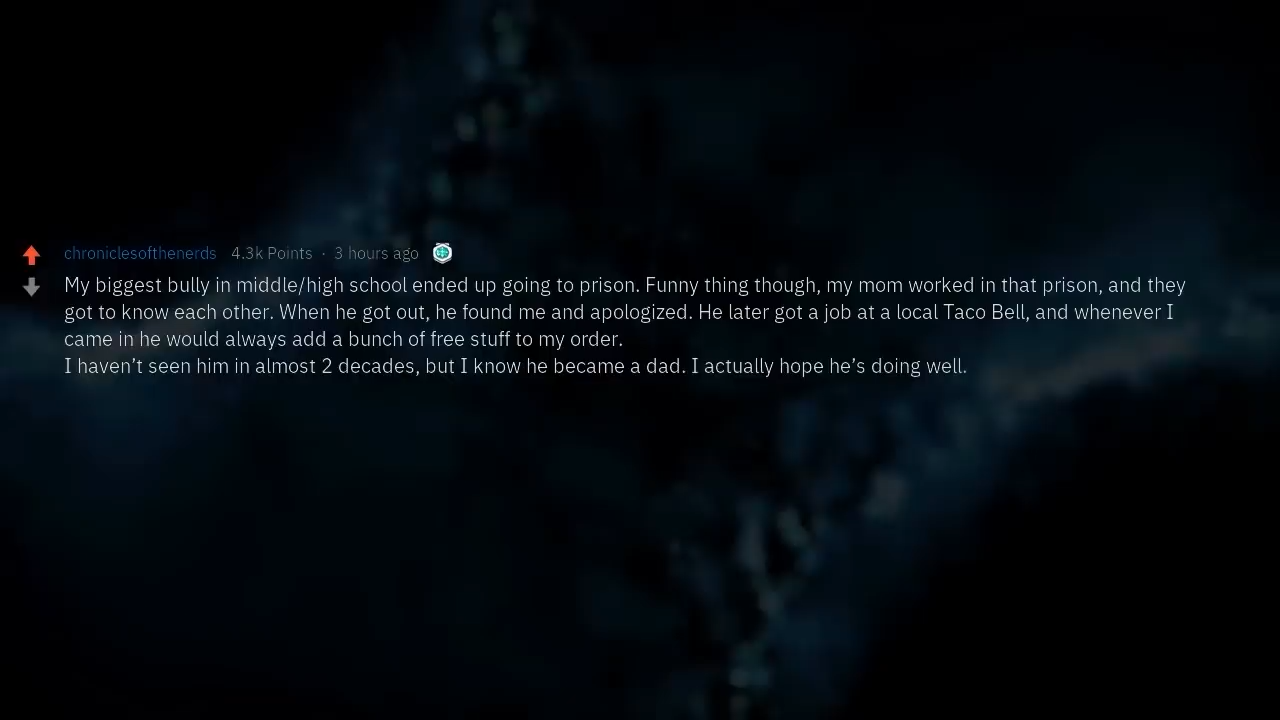 chroniclesofthenerds 4.3k Points · 3 hours ago
My biggest bully in middle/high school ended up going to prison. Funny thing though, my mom worked in that prison, and they
got to know each other. When he got out, he found me and apologized. He later got a job at a local Taco Bell, and whenever I
came in he would always add a bunch of free stuff to my order.
I haven’t seen him in almost 2 decades, but I know he became a dad. I actually hope he’s doing well.